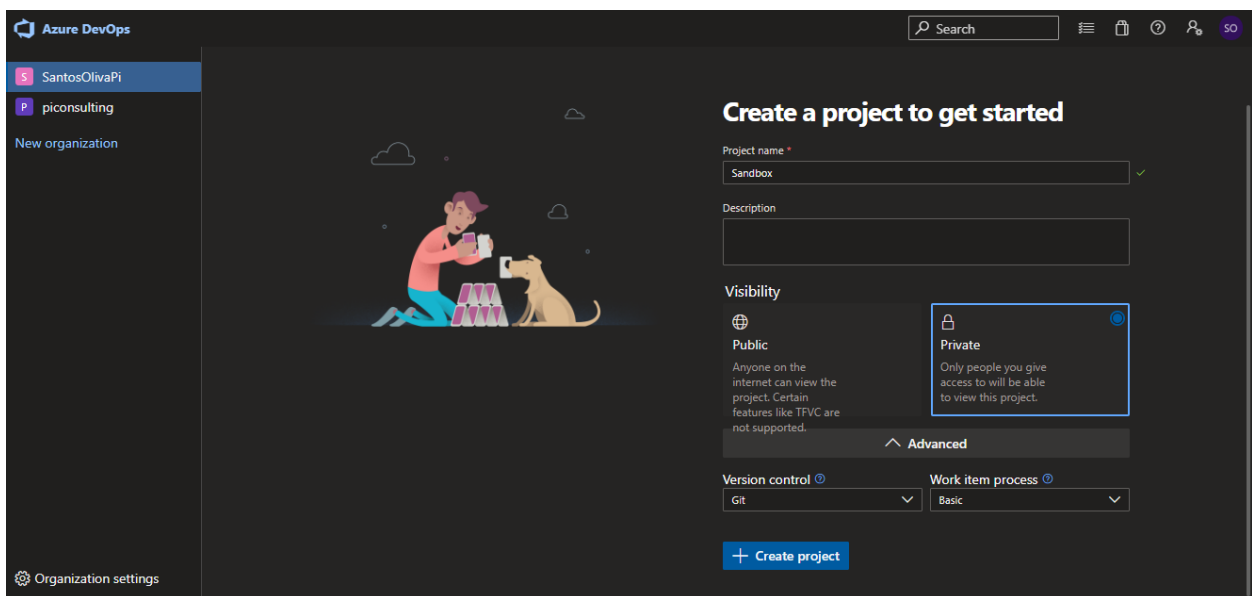 Azure DevOps
Search
SO
S SantosOlivaPi
P piconsulting
New organization
Create a project to get started
Project name *
Sandbox
Description
Visibility
Public
Anyone on the
internet can view the
project. Certain
features like TFVC are
not supported.
Private
Only people you give
access to will be able
to view this project.
Advanced
Version control
Git
Work item process
Basic
+ Create project
Organization settings